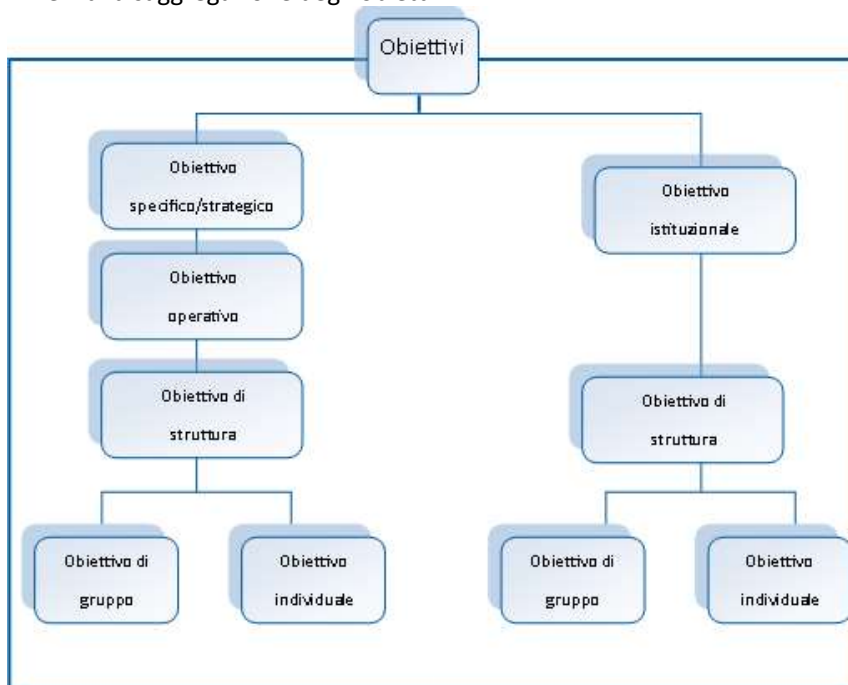 Obiettivi
Obiettivo
specifico/strategico
Obiettivo
operativo
Obiettivo di
struttura
Obiettivo di
gruppo
Obiettivo
individuale
Obiettivo
istituzionale
Obiettivo di
struttura
Obiettivo di
gruppo
Obiettivo
individuale